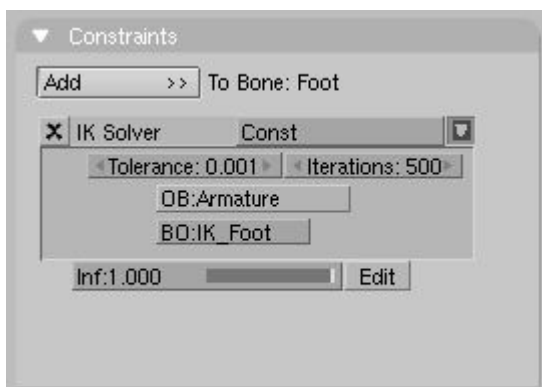 Constraints
Add >> To Bone: Foot
X IK Solver Const
Tolerance: 0.001 Iterations: 500
OB:Armature
BO:IK_Foot
Inf:1.000 Edit